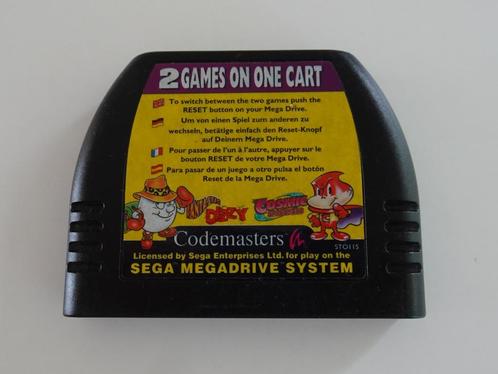 2 GAMES ON ONE CART
To switch between the two games push the
RESET button on your Mega Drive.
Um von einen Spiel zum anderen zu
wechseln, betätige einfach den Reset-Knopf
auf Deinem Mega Drive.
Pour passer de l'un à l'autre, appuyer sur le
bouton RESET de votre Mega Drive.
Para pasar de un juego a otro pulsa el botón
Reset de la Mega Drive.
FANTASTIC
DIZZY
COSMIC
SPACEHEAD
Codemasters
STO115
Licensed by Sega Enterprises Ltd. for play on the
SEGA MEGADRIVE SYSTEM